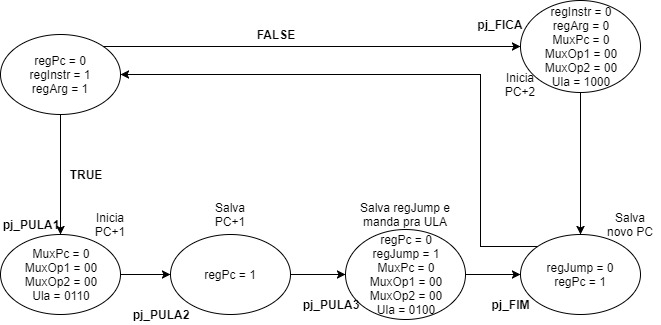 regPc = 0
regInstr = 1
regArg = 1
FALSE
pj_FICA
regInstr = 0
regArg = 0
MuxPc = 0
MuxOp1 = 00
MuxOp2 = 00
Ula = 1000
Inicia
PC+2
TRUE
pj_PULA1
Inicia
PC+1
MuxPc = 0
MuxOp1 = 00
MuxOp2 = 00
Ula = 0110
Salva
PC+1
regPc = 1
pj_PULA2
Salva regJump e
manda pra ULA
regPc = 0
regJump = 1
MuxPc = 0
MuxOp1 = 00
MuxOp2 = 00
Ula = 0100
pj_PULA3
Salva
novo PC
regJump = 0
regPc = 1
pj_FIM